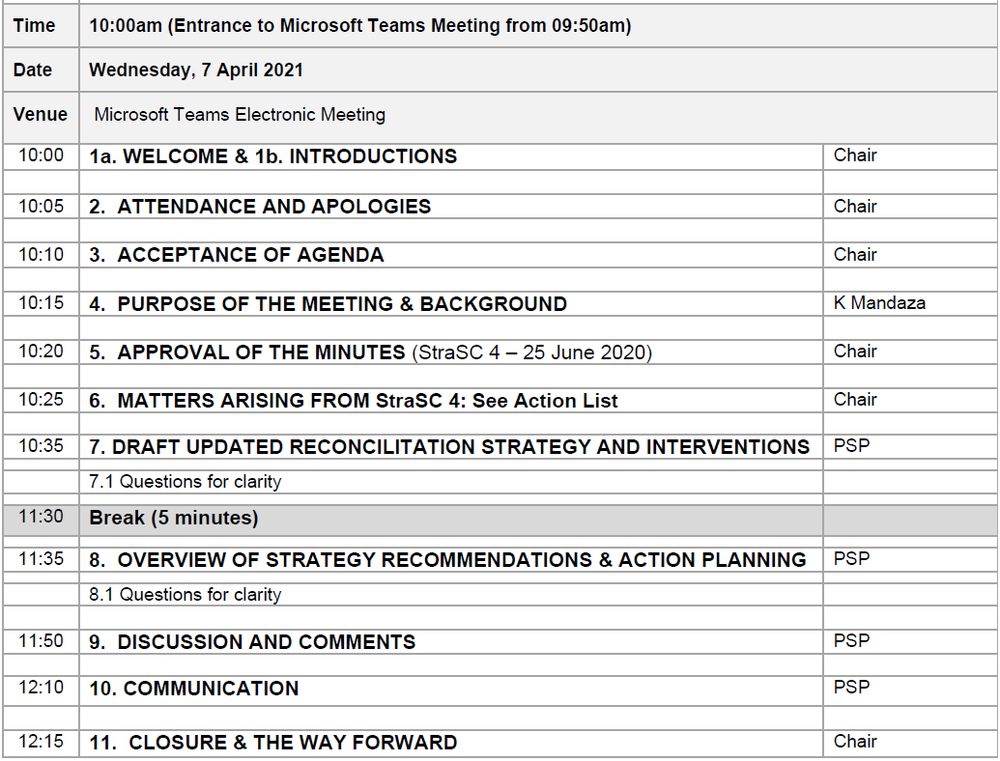 Time 10:00am (Entrance to Microsoft Teams Meeting from 09:50am)
Date Wednesday, 7 April 2021
Venue Microsoft Teams Electronic Meeting
10:00 1a. WELCOME & 1b. INTRODUCTIONS Chair
10:05 2. ATTENDANCE AND APOLOGIES Chair
10:10 3. ACCEPTANCE OF AGENDA Chair
10:15 4. PURPOSE OF THE MEETING & BACKGROUND K Mandaza
10:20 5. APPROVAL OF THE MINUTES (StraSC 4 – 25 June 2020) Chair
10:25 6. MATTERS ARISING FROM StraSC 4: See Action List Chair
10:35 7. DRAFT UPDATED RECONCILITATION STRATEGY AND INTERVENTIONS PSP
7.1 Questions for clarity
11:30 Break (5 minutes)
11:35 8. OVERVIEW OF STRATEGY RECOMMENDATIONS & ACTION PLANNING PSP
8.1 Questions for clarity
11:50 9. DISCUSSION AND COMMENTS PSP
12:10 10. COMMUNICATION PSP
12:15 11. CLOSURE & THE WAY FORWARD Chair